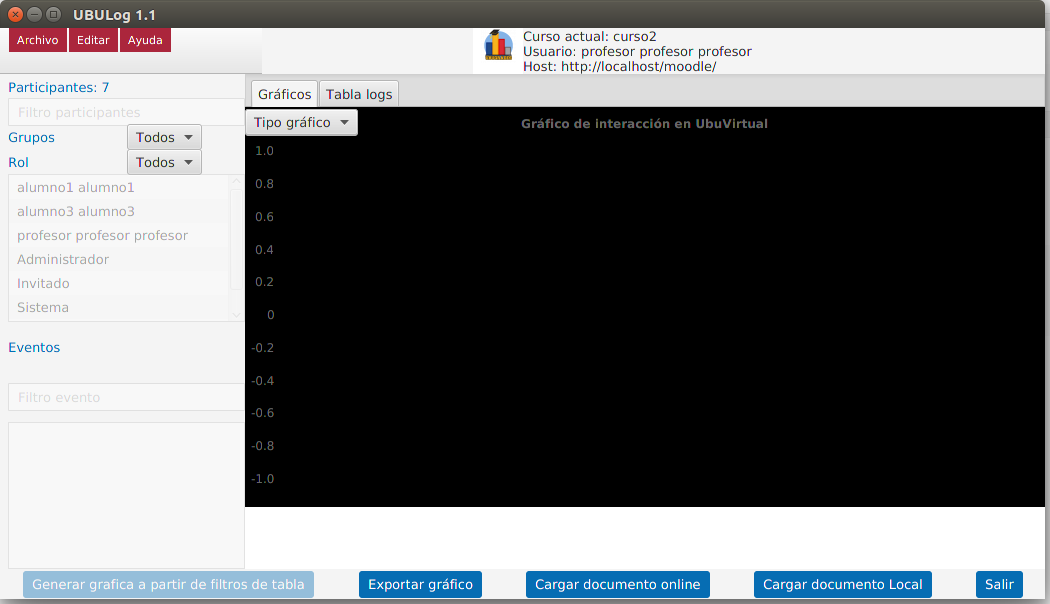 UBULog 1.1
Archivo Editar Ayuda
Curso actual: curso2
Usuario: profesor profesor profesor
Host: http://localhost/moodle/
Participantes: 7
Filtro participantes
Grupos Todos
Rol Todos
alumno1 alumno1
alumno3 alumno3
profesor profesor profesor
Administrador
Invitado
Sistema
Eventos
Filtro evento
Gráficos Tabla logs
Tipo gráfico
Gráfico de interacción en UbuVirtual
1.0
0.8
0.6
0.4
0.2
0
-0.2
-0.4
-0.6
-0.8
-1.0
Generar grafica a partir de filtros de tabla Exportar gráfico Cargar documento online Cargar documento Local Salir